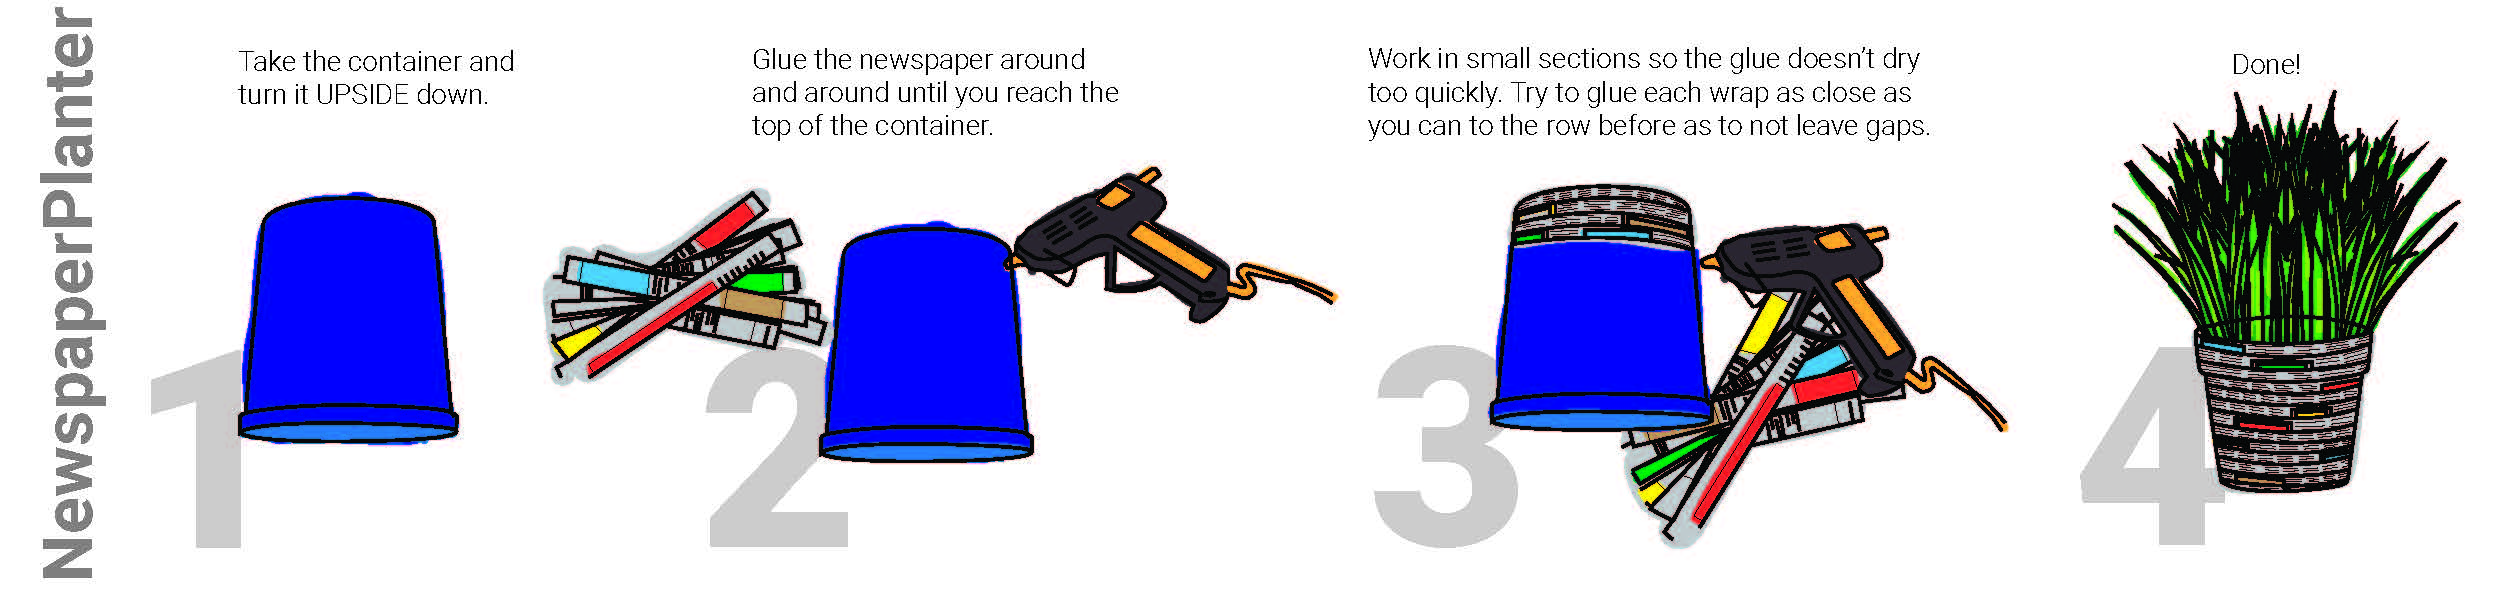 NewspaperPlanter
1
Take the container and
turn it UPSIDE down.
2
Glue the newspaper around
and around until you reach the
top of the container.
3
Work in small sections so the glue doesn’t dry
too quickly. Try to glue each wrap as close as
you can to the row before as to not leave gaps.
4
Done!